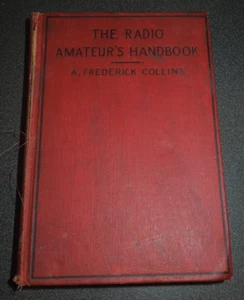 THE RADIO
AMATEUR'S HANDBOOK
A. FREDERICK COLLINS